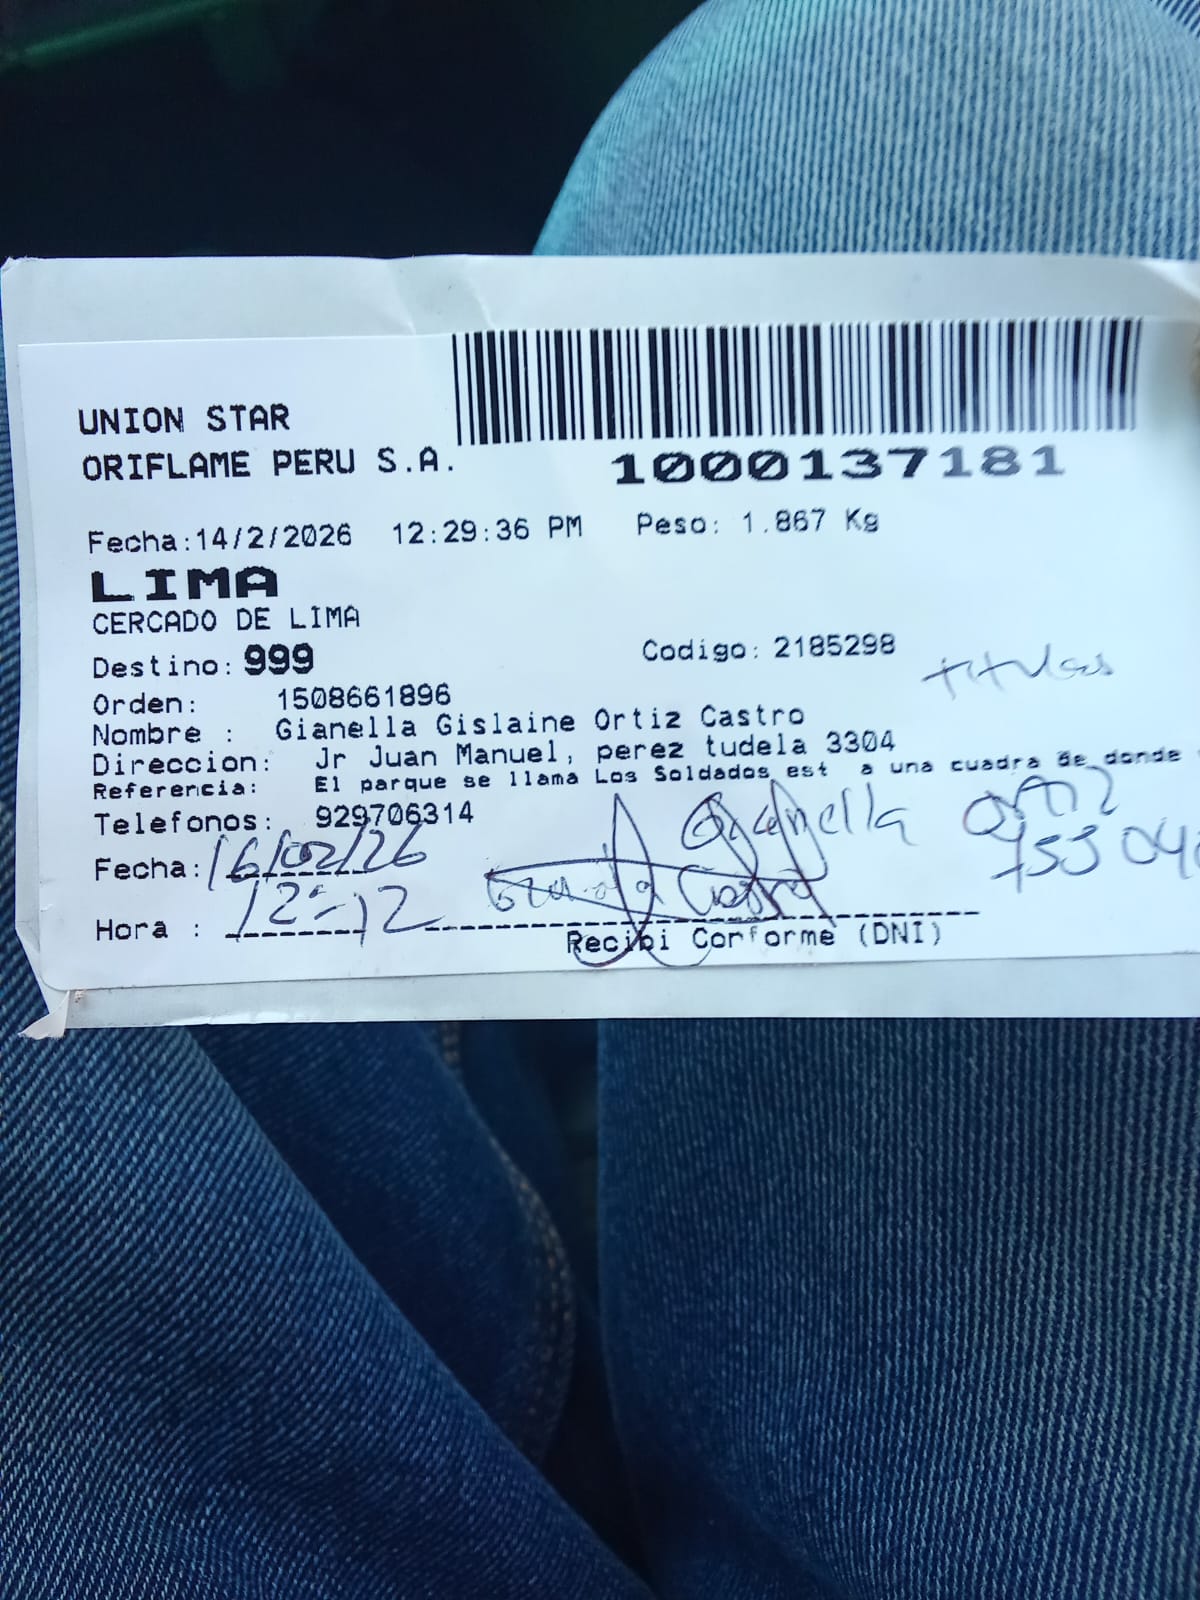 UNION STAR
ORIFLAME PERU S.A.
1000137181
Fecha:14/2/2026 12:29:36 PM Peso: 1.867 Kg
LIMA
CERCADO DE LIMA
Destino: 999 Codigo: 2185298
titular
Orden: 1508661896
Nombre : Gianella Gislaine Ortiz Castro
Direccion: Jr Juan Manuel, perez tudela 3304
Referencia: El parque se llama Los Soldados est a una cuadra de donde
Telefonos: 929706314
Ortiz
Fecha: 16/02/26
Castro
Hora : 12:12
Recibi Conforme (DNI)